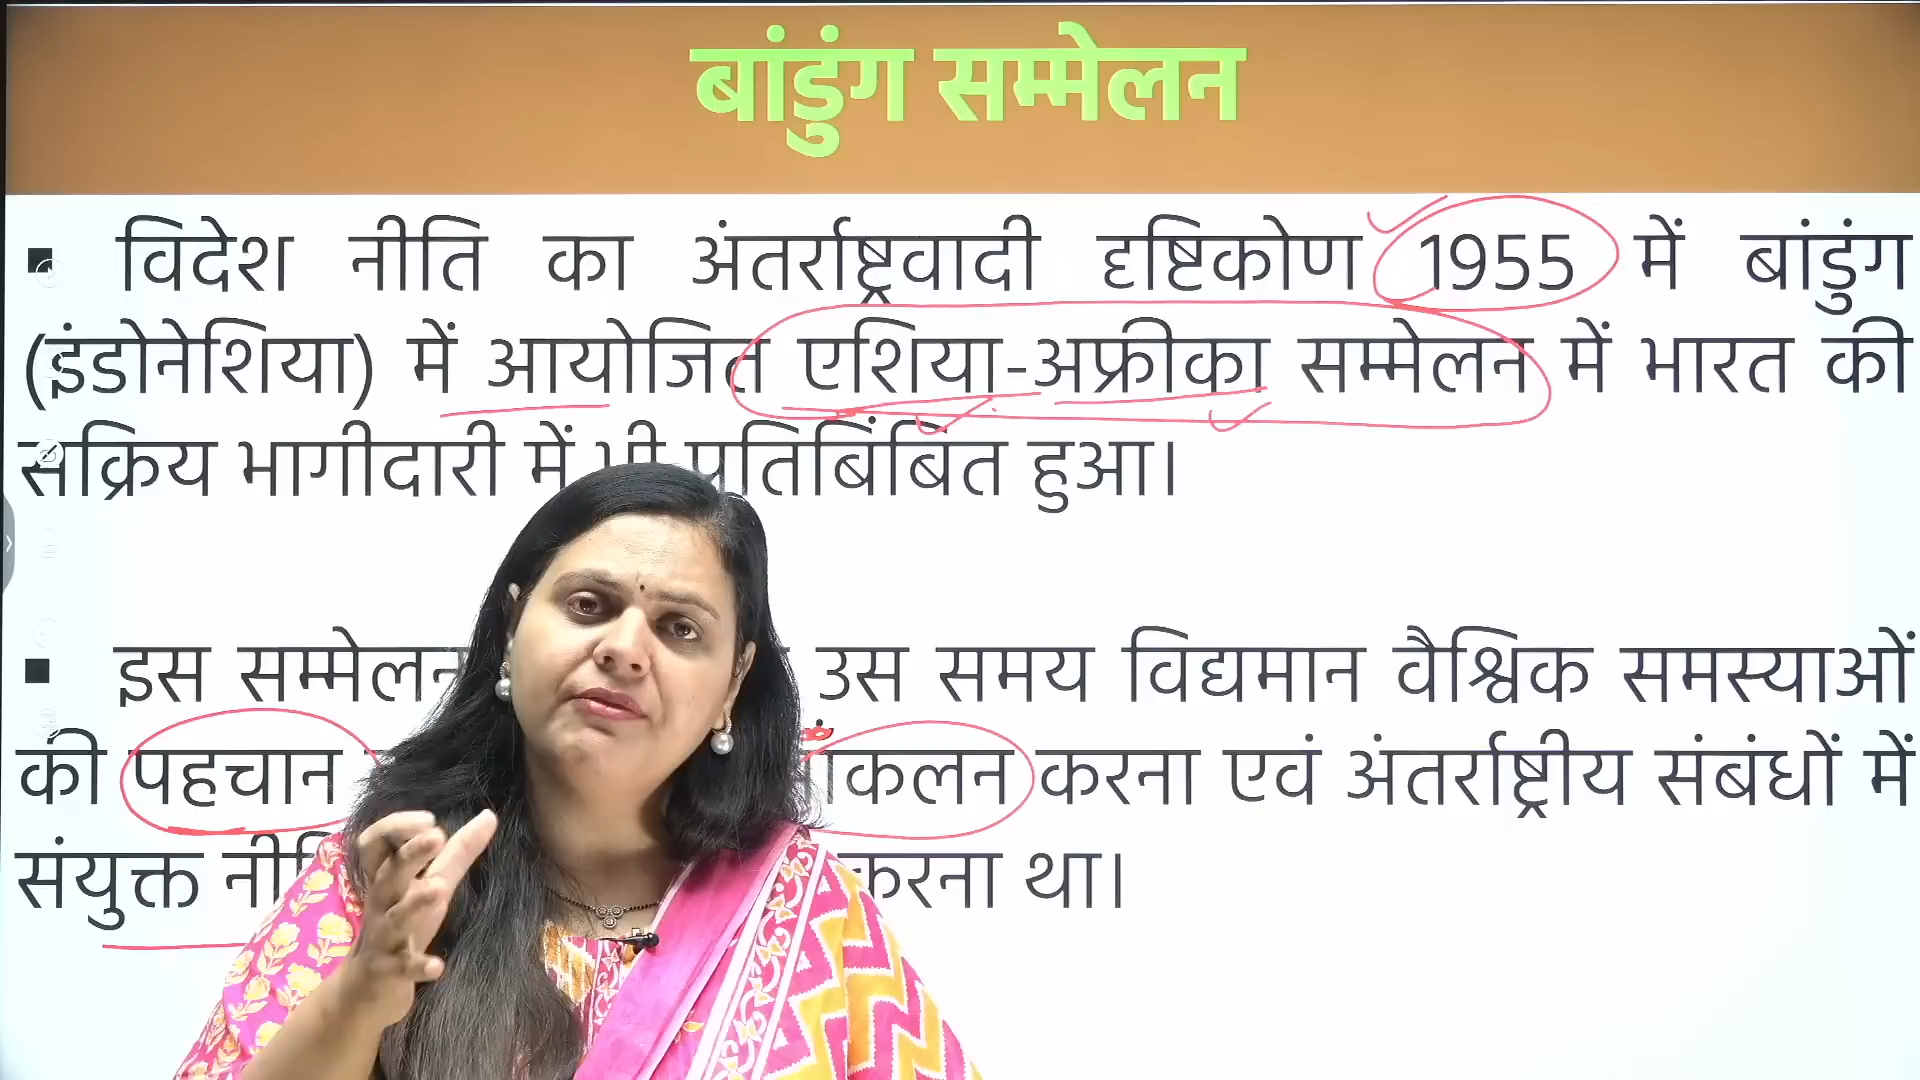 बांडुंग सम्मेलन
▪ विदेश नीति का अंतर्राष्ट्रवादी दृष्टिकोण 1955 में बांडुंग
(इंडोनेशिया) में आयोजित एशिया-अफ्रीका सम्मेलन में भारत की
सक्रिय भागीदारी में भी प्रतिबिंबित हुआ।
▪ इस सम्मेलन उस समय विद्यमान वैश्विक समस्याओं
की पहचान करना एवं अंतर्राष्ट्रीय संबंधों में
संयुक्त करना था।